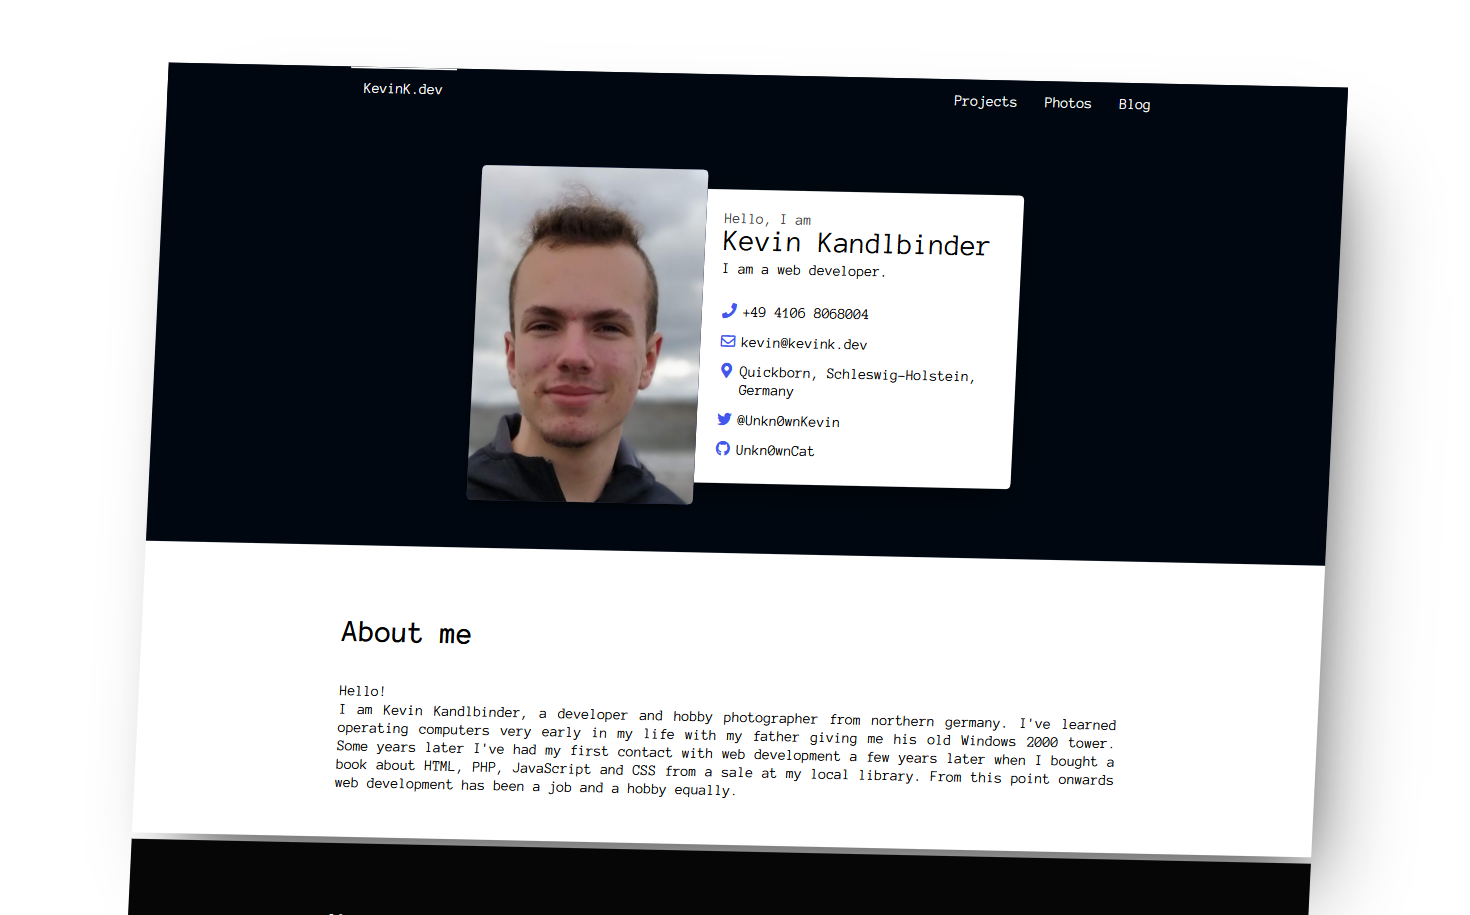 KevinK.dev
Projects Photos Blog
Hello, I am
Kevin Kandlbinder
I am a web developer.
+49 4106 8068004
kevin@kevink.dev
Quickborn, Schleswig-Holstein,
Germany
@Unkn0wnKevin
Unkn0wnCat
About me
Hello!
I am Kevin Kandlbinder, a developer and hobby photographer from northern germany. I've learned
operating computers very early in my life with my father giving me his old Windows 2000 tower.
Some years later I've had my first contact with web development a few years later when I bought a
book about HTML, PHP, JavaScript and CSS from a sale at my local library. From this point onwards
web development has been a job and a hobby equally.